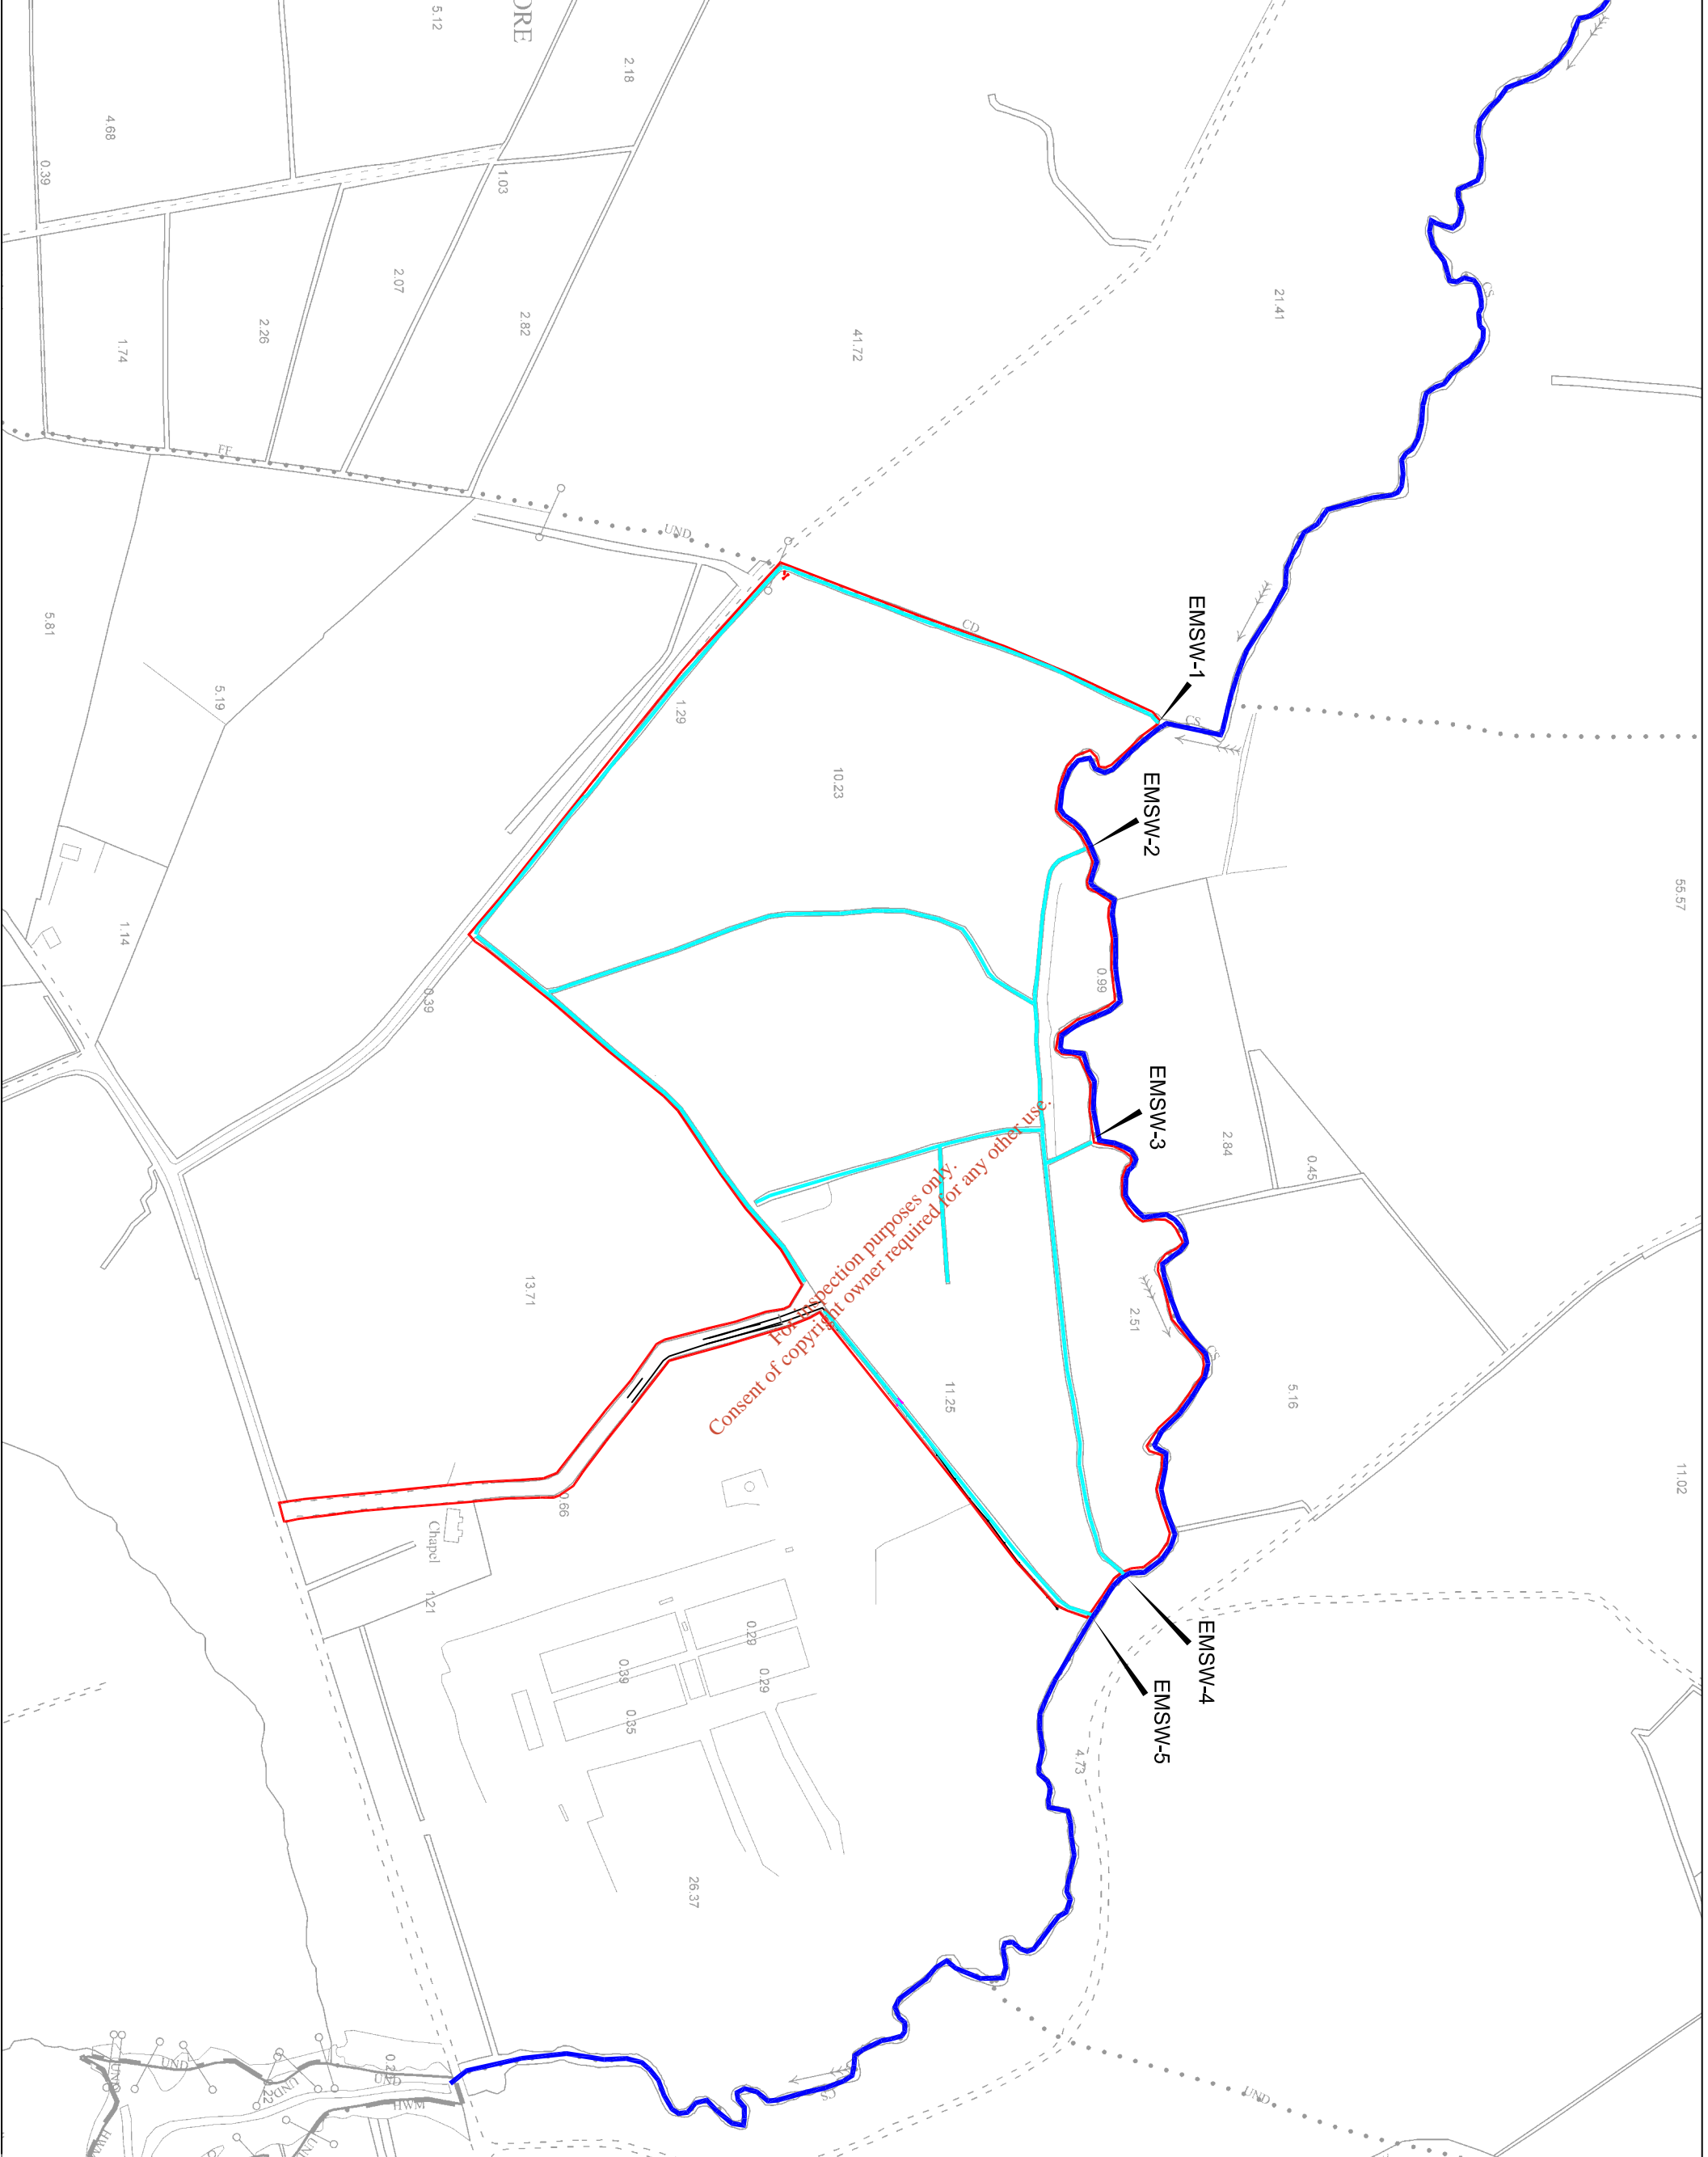 ORE
5.12
2.18
4.68
0.39
1.03
2.07
2.26
1.74
2.82
41.72
21.41
CS
FF
UND
CD
EMSW-1
CS
5.81
5.19
1.29
10.23
EMSW-2
55.57
1.14
0.39
0.99
EMSW-3
2.84
0.45
For inspection purposes only.
Consent of copyright owner required for any other use.
13.71
2.51
CS
5.16
11.25
11.02
0.66
Chapel
1.21
EMSW-4
EMSW-5
0.29
0.29
0.39
0.35
4.73
26.37
CS
UND
UND
UND
UND
UND
HWM